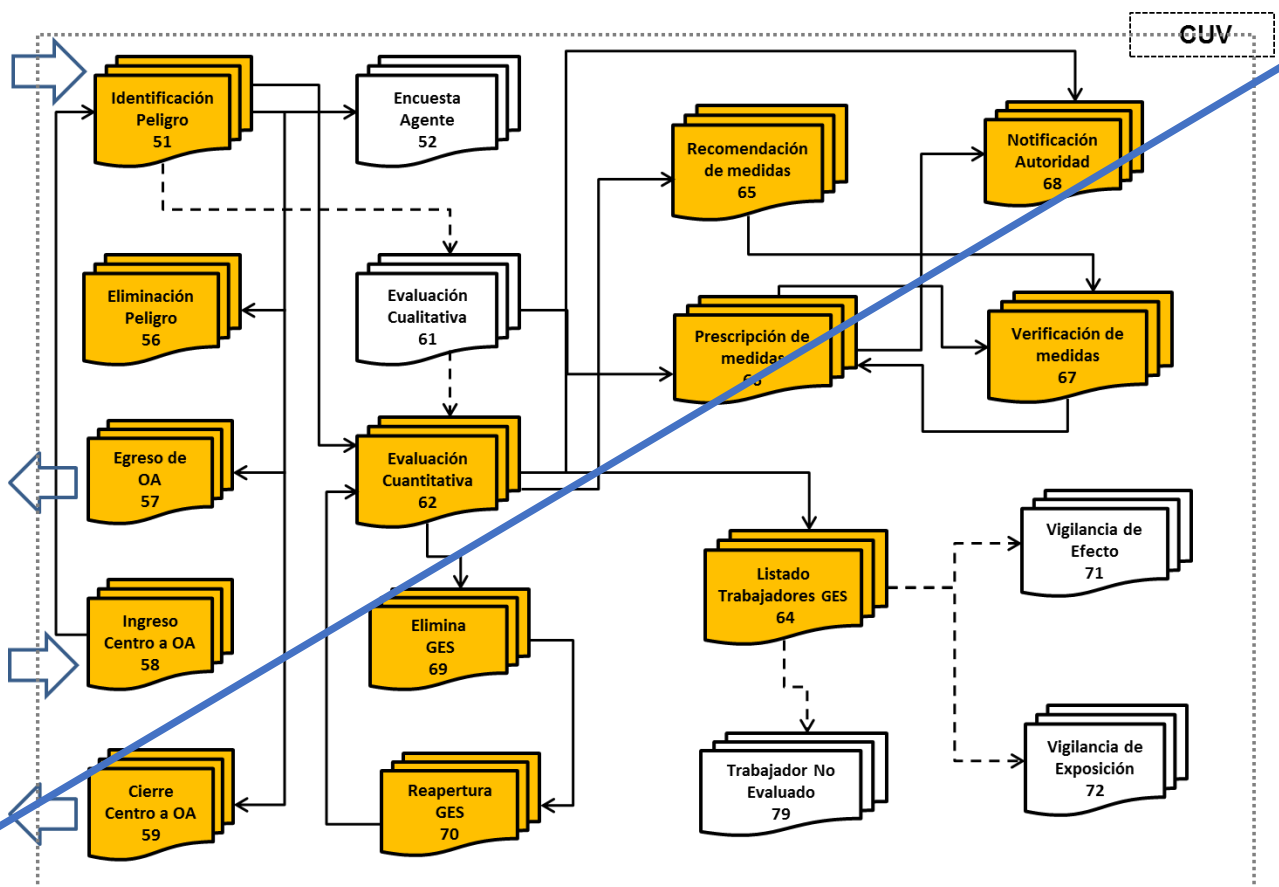 CUV
Identificación
Peligro
51
Encuesta
Agente
52
Recomendación
de medidas
65
Notificación
Autoridad
68
Eliminación
Peligro
56
Evaluación
Cualitativa
61
Prescripción de
medidas
66
Verificación de
medidas
67
Egreso de
OA
57
Evaluación
Cuantitativa
62
Vigilancia de
Efecto
71
Listado
Trabajadores GES
64
Ingreso
Centro a OA
58
Elimina
GES
69
Cierre
Centro a OA
59
Reapertura
GES
70
Trabajador No
Evaluado
79
Vigilancia de
Exposición
72